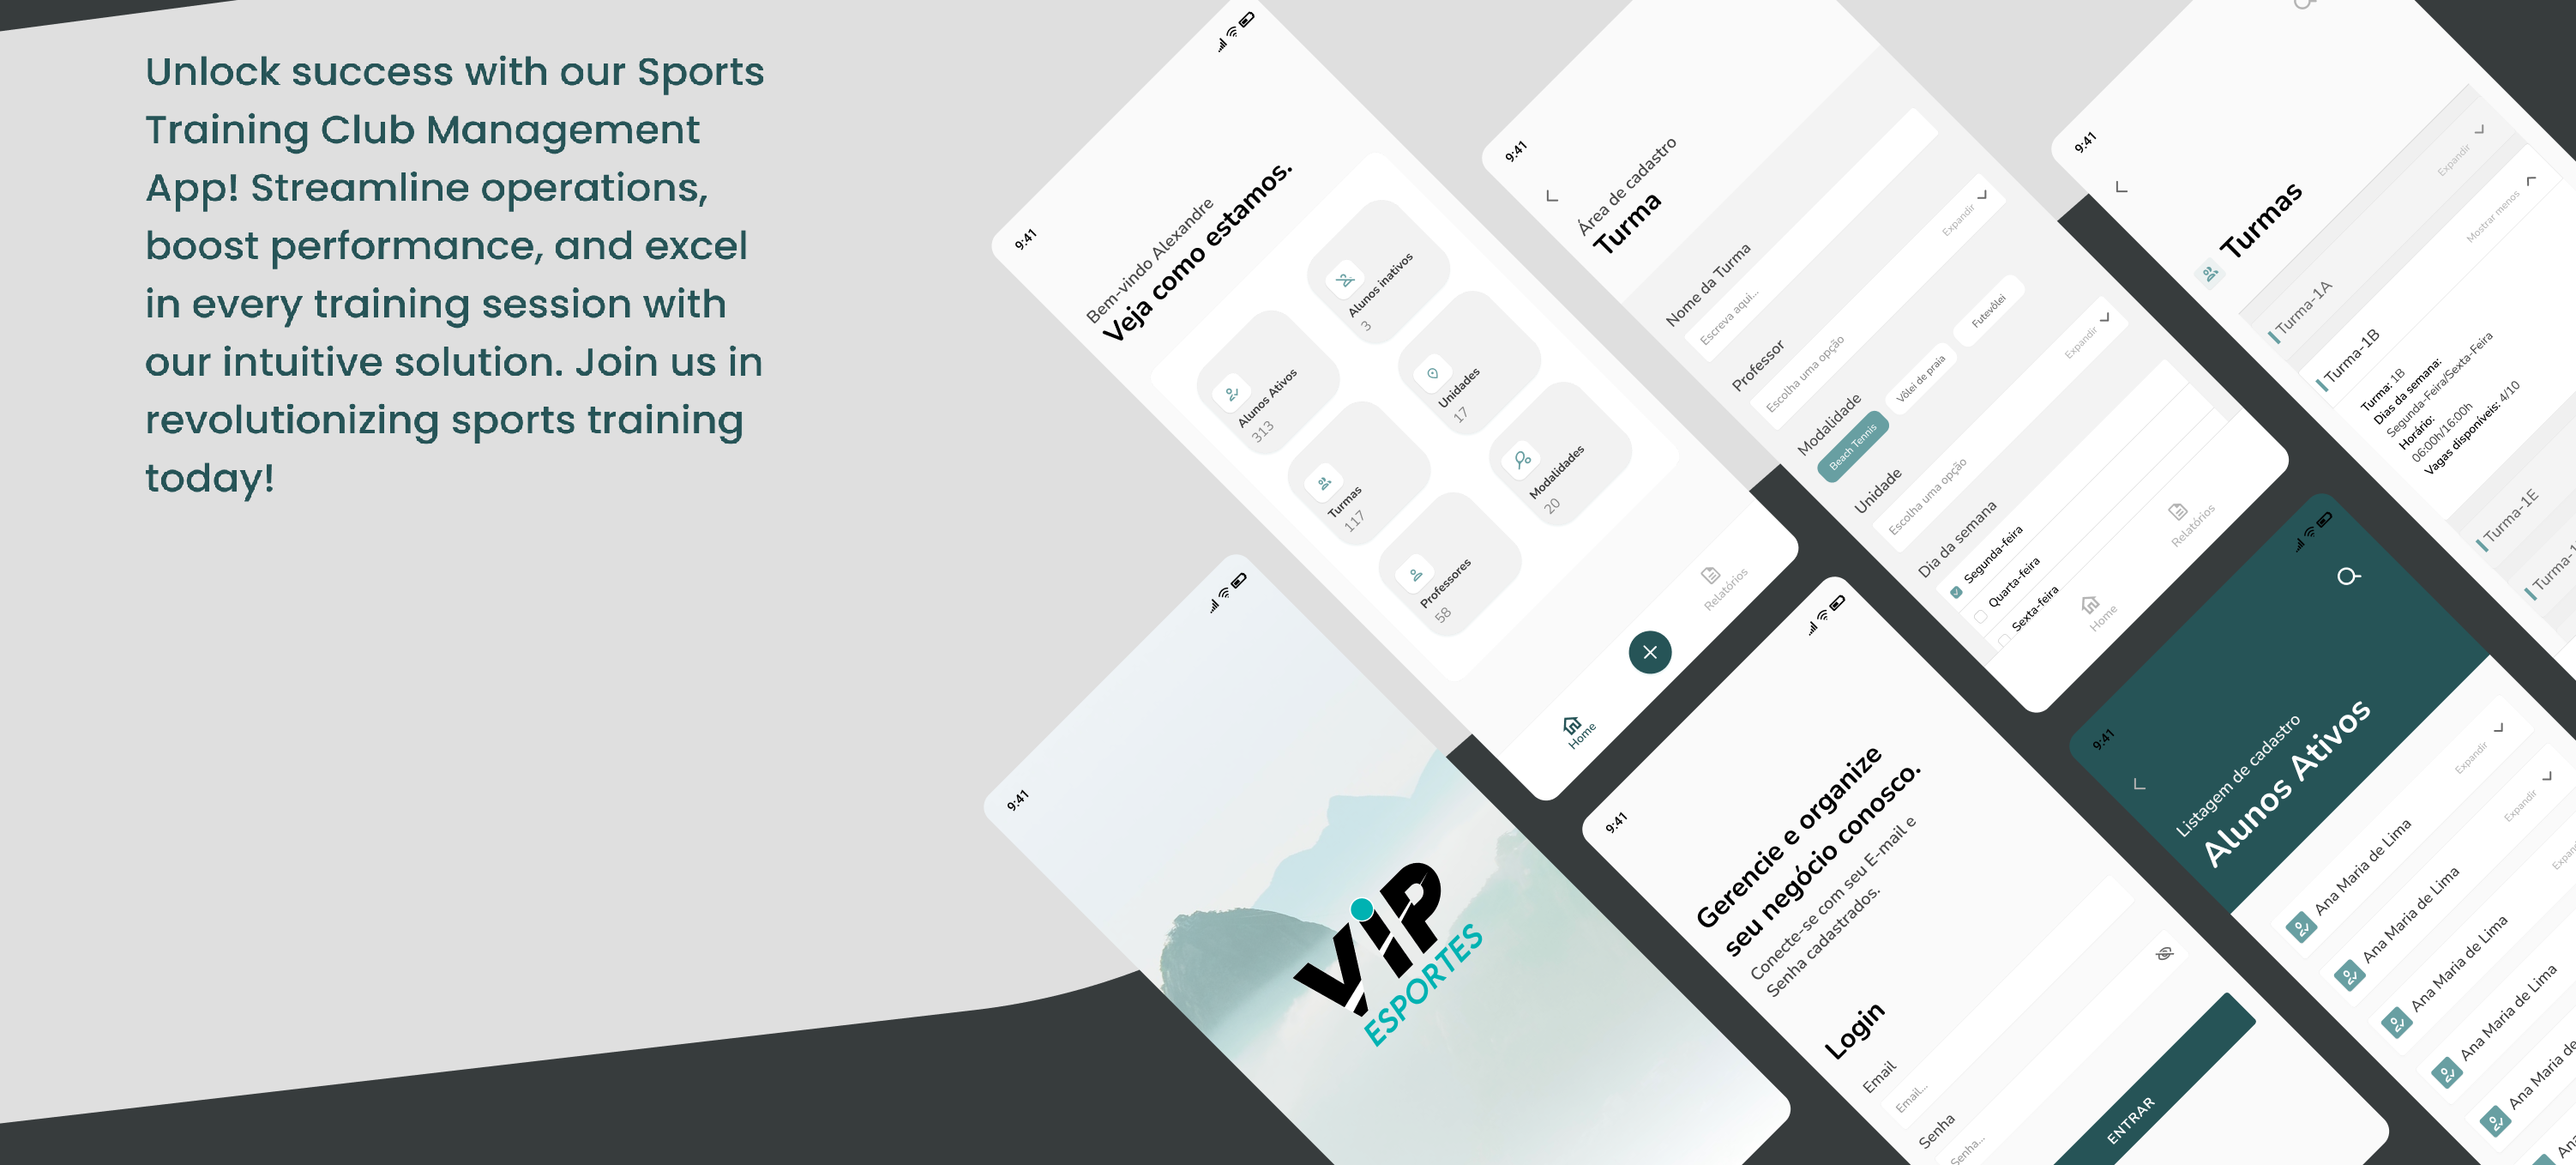 Unlock success with our Sports
Training Club Management
App! Streamline operations,
boost performance, and excel
in every training session with
our intuitive solution. Join us in
revolutionizing sports training
today!
9:41
Bem-vindo Alexandre
Veja como estamos.
Alunos Ativos
313
Alunos inativos
3
Turmas
117
Unidades
17
Professores
58
Modalidades
20
Home
Relatórios
9:41
Área de cadastro
Turma
Nome da Turma
Escreva aqui...
Professor
Escolha uma opção
Expandir
Modalidade
Beach Tennis
Vôlei de praia
Futevôlei
Unidade
Escolha uma opção
Expandir
Dia da semana
Segunda-feira
Quarta-feira
Sexta-feira
Home
Relatórios
9:41
Turmas
Turma-1A
Expandir
Turma-1B
Mostrar menos
Turma: 1B
Dias da semana:
Segunda-Feira/Sexta-Feira
Horário:
06:00h/16:00h
Vagas disponíveis: 4/10
Turma-1E
9:41
VIP
ESPORTES
9:41
Gerencie e organize
seu negócio conosco.
Conecte-se com seu E-mail e
Senha cadastrados.
Login
Email
Email...
Senha
Senha...
ENTRAR
9:41
Listagem de cadastro
Alunos Ativos
Ana Maria de Lima
Expandir
Ana Maria de Lima
Expandir
Ana Maria de Lima
Ana Maria de Lima
Ana Maria de